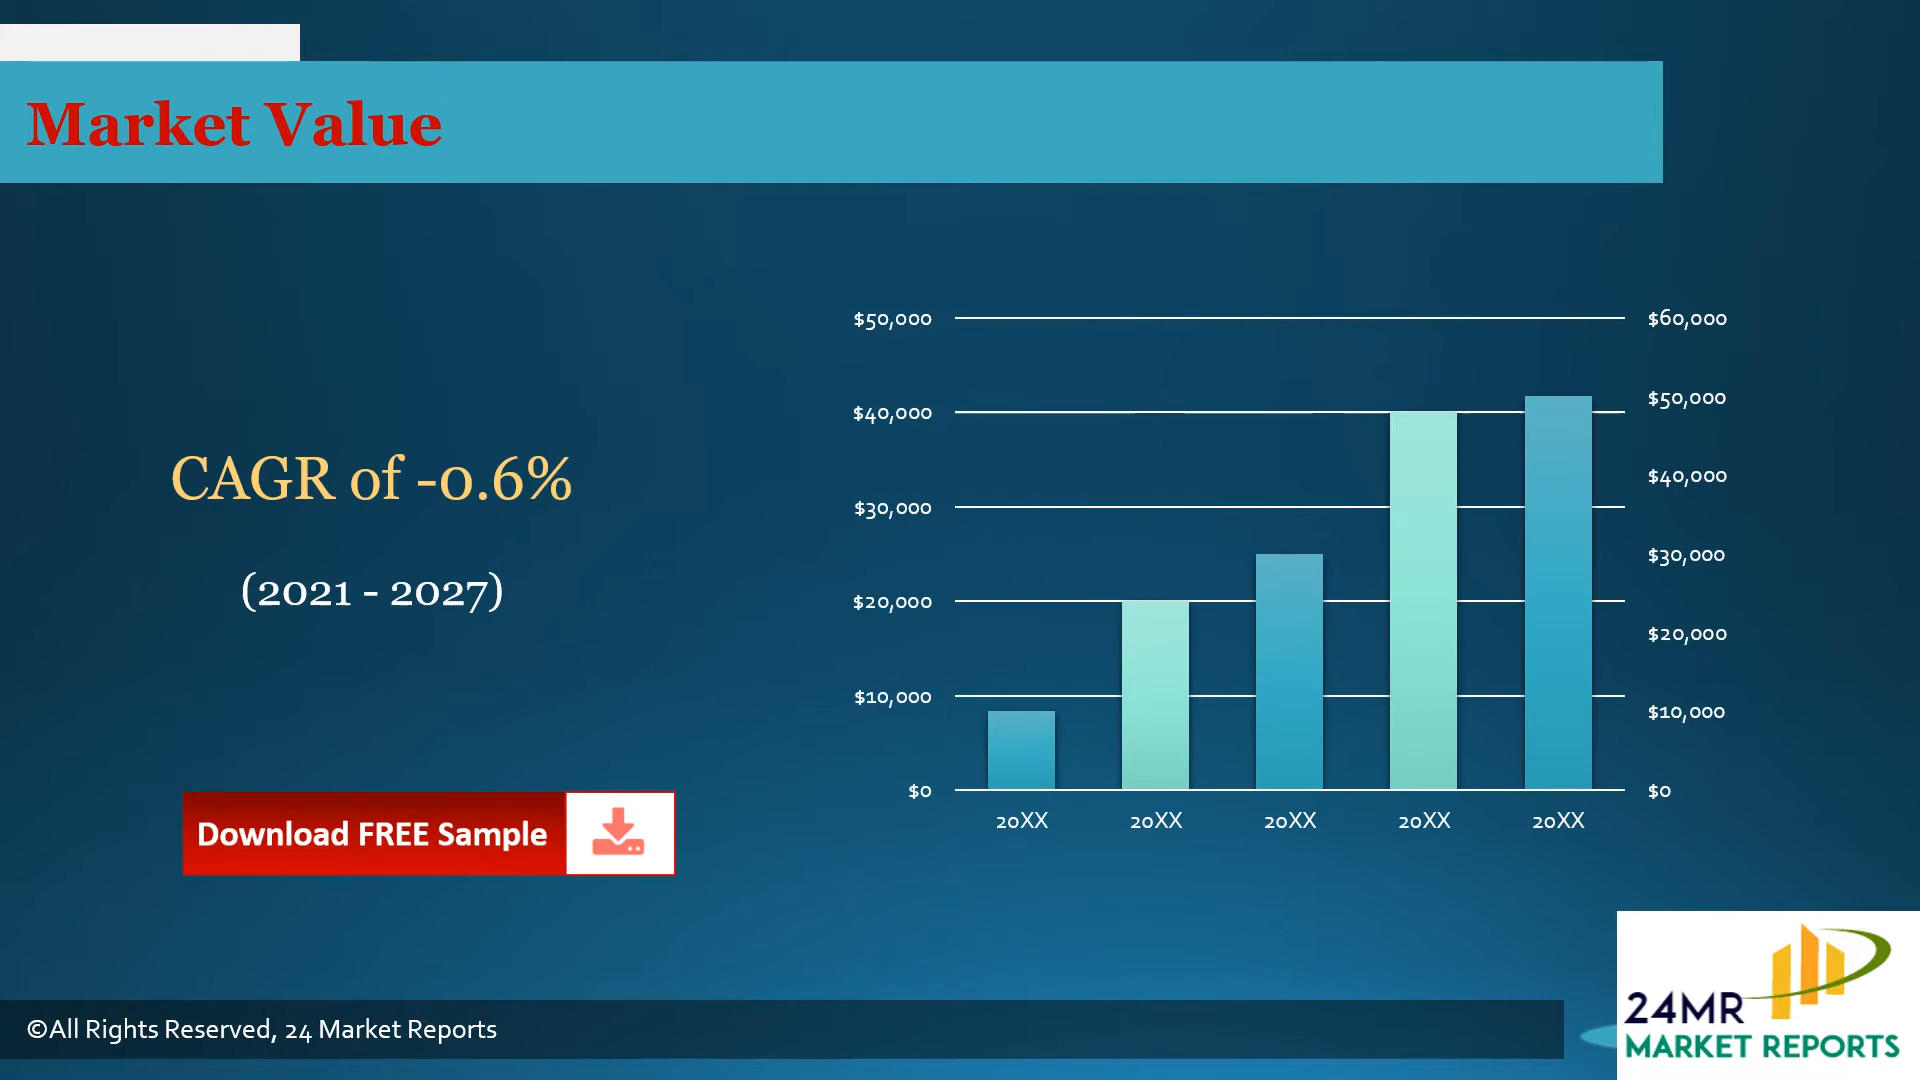 Market Value
CAGR of -0.6%
(2021 - 2027)
Download FREE Sample
$50,000
$40,000
$30,000
$20,000
$10,000
$0
$60,000
$50,000
$40,000
$30,000
$20,000
$10,000
$0
20XX 20XX 20XX 20XX 20XX
©All Rights Reserved, 24 Market Reports
24MR
MARKET REPORTS